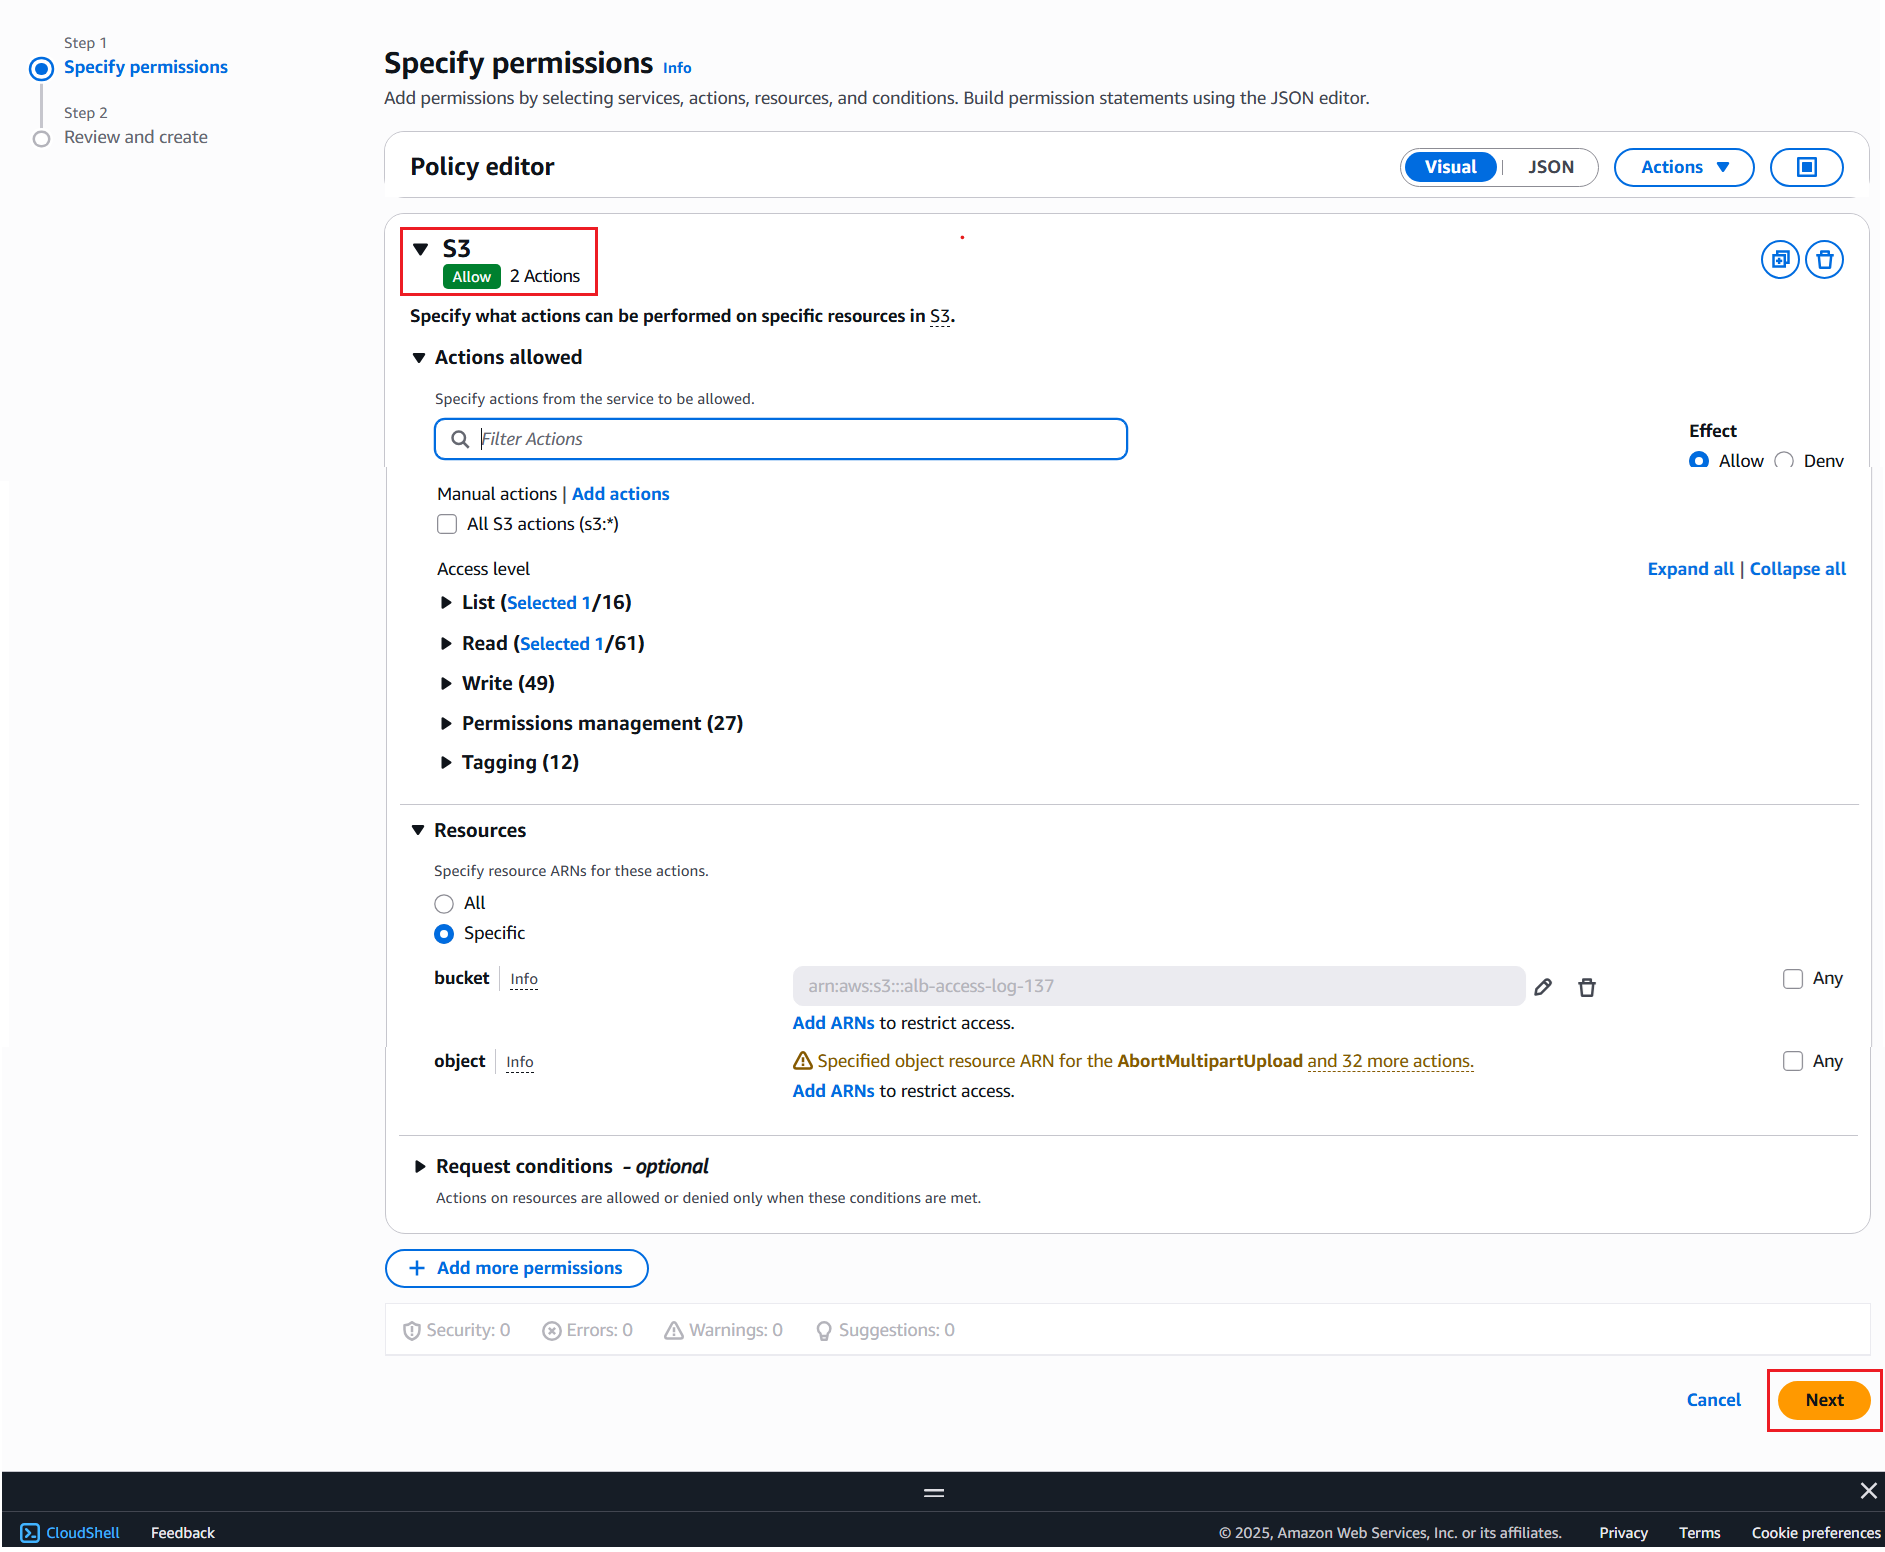 Step 1
Specify permissions
Step 2
Review and create
Specify permissions Info
Add permissions by selecting services, actions, resources, and conditions. Build permission statements using the JSON editor.
Policy editor
Visual | JSON
Actions
S3
Allow 2 Actions
Specify what actions can be performed on specific resources in S3.
Actions allowed
Specify actions from the service to be allowed.
Filter Actions
Effect
Allow Deny
Manual actions | Add actions
All S3 actions (s3:*)
Access level
Expand all | Collapse all
List (Selected 1/16)
Read (Selected 1/61)
Write (49)
Permissions management (27)
Tagging (12)
Resources
Specify resource ARNs for these actions.
All
Specific
bucket Info
arn:aws:s3:::alb-access-log-137
Any
Add ARNs to restrict access.
object Info
Specified object resource ARN for the AbortMultipartUpload and 32 more actions.
Any
Add ARNs to restrict access.
Request conditions - optional
Actions on resources are allowed or denied only when these conditions are met.
+ Add more permissions
Security: 0 Errors: 0 Warnings: 0 Suggestions: 0
Cancel Next
CloudShell Feedback © 2025, Amazon Web Services, Inc. or its affiliates. Privacy Terms Cookie preferences